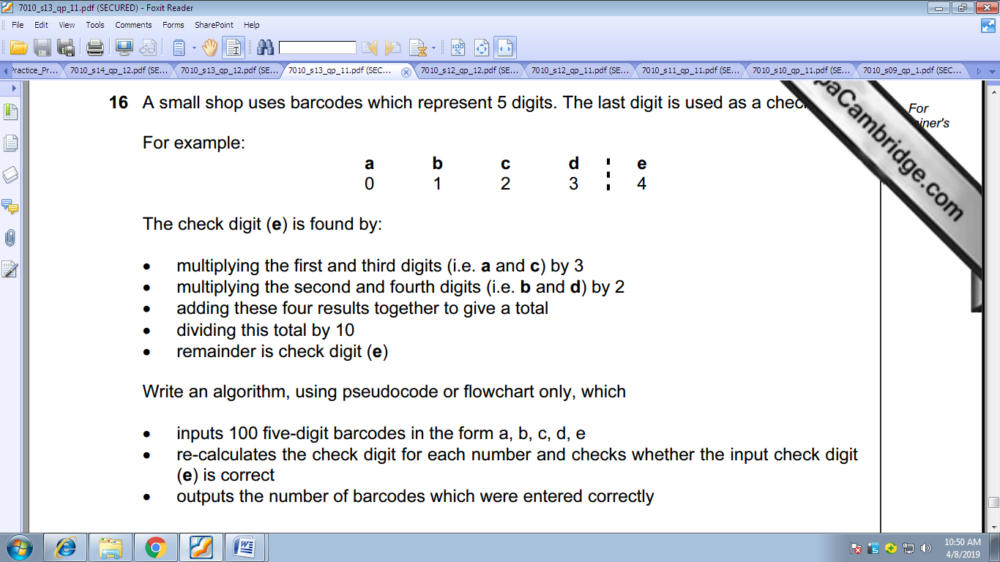 7010_s13_qp_11.pdf (SECURED) - Foxit Reader
File Edit View Tools Comments Forms SharePoint Help
Practice_Pr... 7010_s14_qp_12.pdf (SE... 7010_s13_qp_12.pdf (SE... 7010_s13_qp_11.pdf (SEC... 7010_s12_qp_12.pdf (SE... 7010_s12_qp_11.pdf (SE... 7010_s11_qp_11.pdf (SE... 7010_s10_qp_11.pdf (SE... 7010_s09_qp_1.pdf (SEC...
16 A small shop uses barcodes which represent 5 digits. The last digit is used as a chec
For
iner's
paCambridge.com
For example:
a b c d e
0 1 2 3 4
The check digit (e) is found by:
• multiplying the first and third digits (i.e. a and c) by 3
• multiplying the second and fourth digits (i.e. b and d) by 2
• adding these four results together to give a total
• dividing this total by 10
• remainder is check digit (e)
Write an algorithm, using pseudocode or flowchart only, which
• inputs 100 five-digit barcodes in the form a, b, c, d, e
• re-calculates the check digit for each number and checks whether the input check digit
(e) is correct
• outputs the number of barcodes which were entered correctly
10:50 AM
4/8/2019